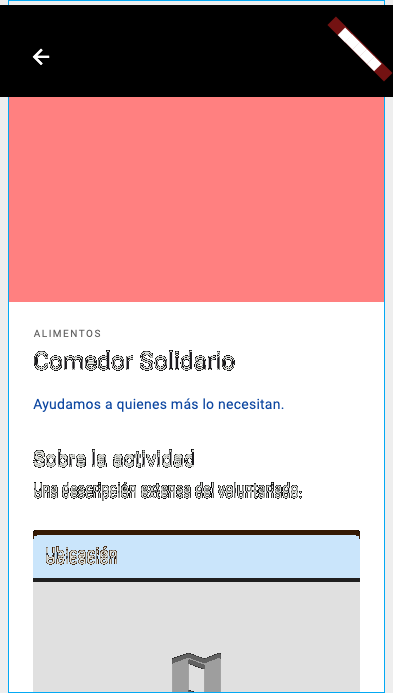 ALIMENTOS
Comedor Solidario
Ayudamos a quienes más lo necesitan.
Sobre la actividad
Una descripción extensa del voluntariado.
Ubicación